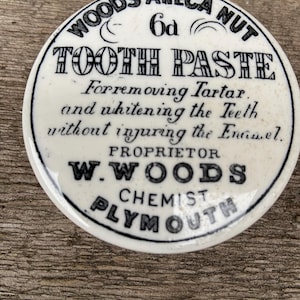 WOODS ARECA NUT
6d
TOOTH PASTE
For removing Tartar.
and whitening the Teeth
without injuring the Enamel.
PROPRIETOR
W. WOODS
CHEMIST
PLYMOUTH